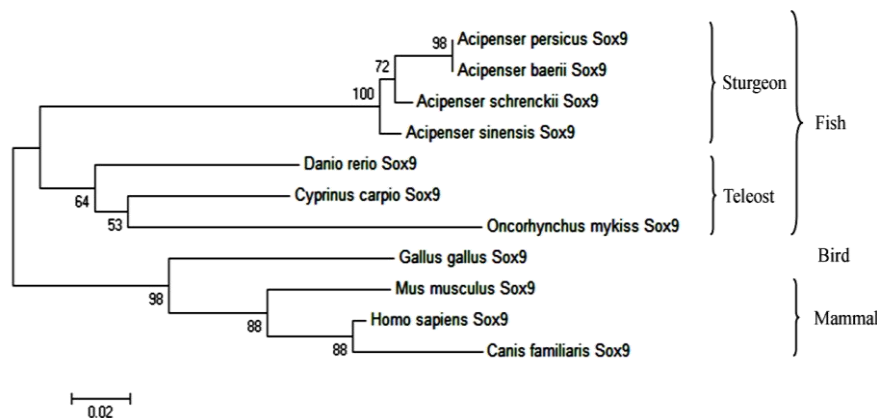 98
Acipenser persicus Sox9
72
Acipenser baerii Sox9
Sturgeon
100
Acipenser schrenckii Sox9
Fish
Acipenser sinensis Sox9
Danio rerio Sox9
64
Cyprinus carpio Sox9
Teleost
53
Oncorhynchus mykiss Sox9
Gallus gallus Sox9
Bird
98
Mus musculus Sox9
88
Homo sapiens Sox9
Mammal
88
Canis familiaris Sox9
0.02